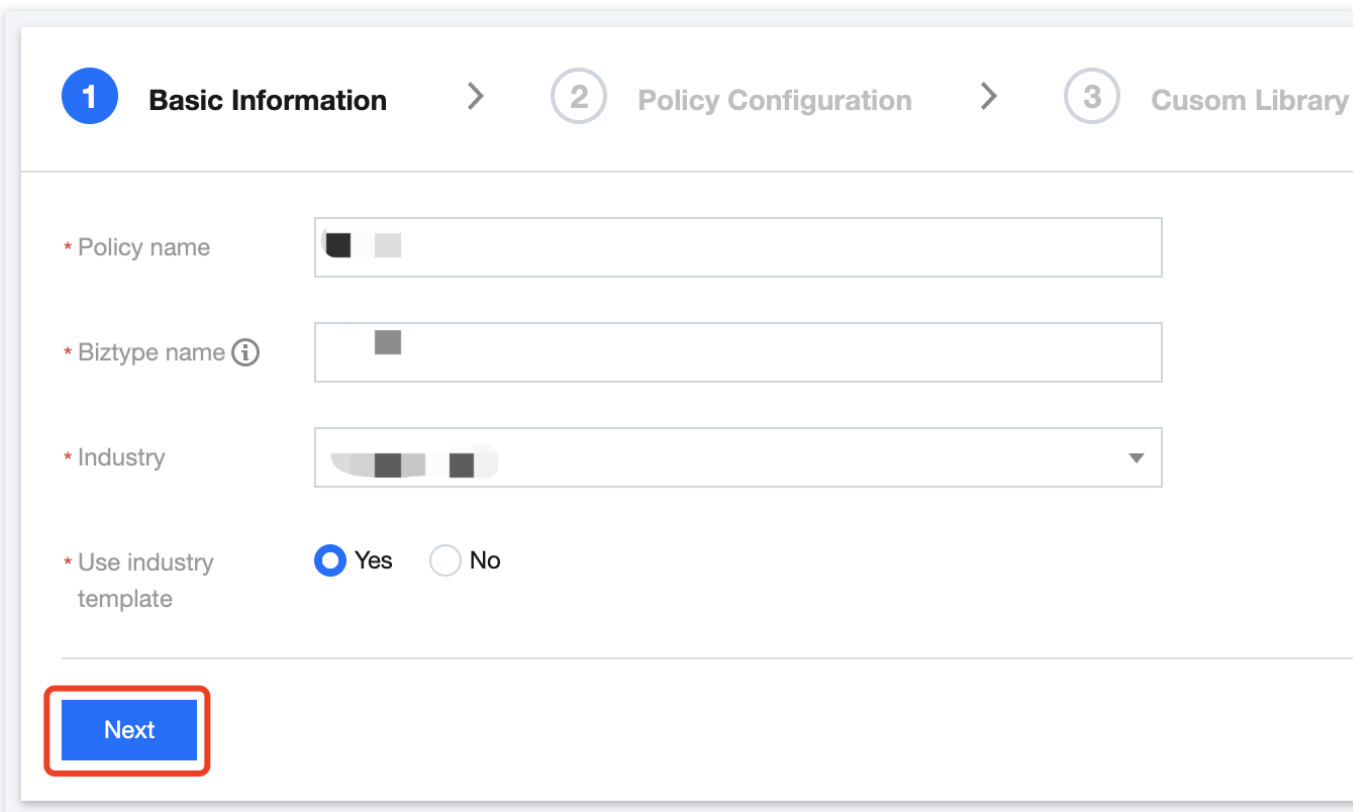 1 Basic Information > 2 Policy Configuration > 3 Cusom Library
* Policy name
* Biztype name
* Industry
* Use industry template
Yes No
Next